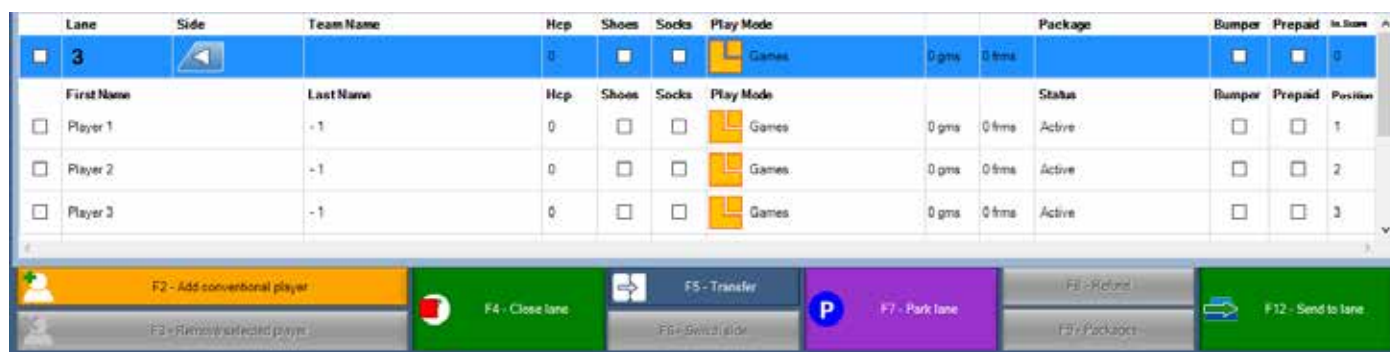 Lane Side Team Name Hcp Shoes Socks Play Mode Package Bumper Prepaid In.Score
3 0 Games 0 gms 0 frms 0
First Name Last Name Hcp Shoes Socks Play Mode Status Bumper Prepaid Position
Player 1 - 1 0 Games 0 gms 0 frms Active 1
Player 2 - 1 0 Games 0 gms 0 frms Active 2
Player 3 - 1 0 Games 0 gms 0 frms Active 3
F2 - Add conventional player
F3 - Remove selected player
F4 - Close lane
F5 - Transfer
F6 - Switch side
P F7 - Park lane
F8 - Refund
F9 - Packages
F12 - Send to lane